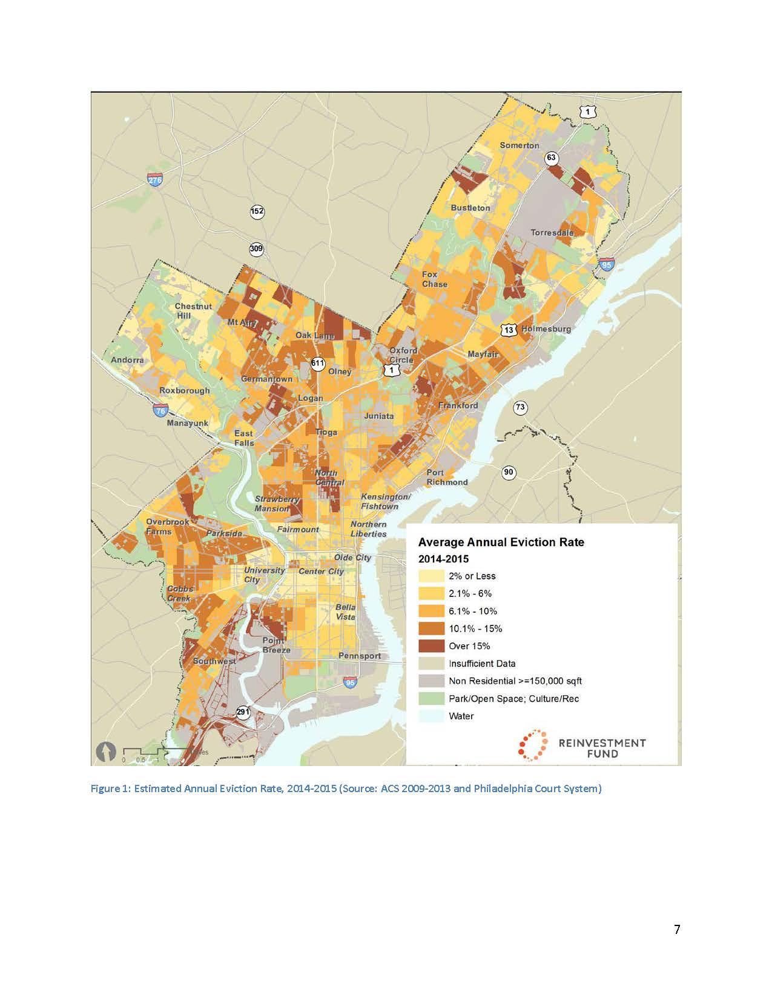 1
Somerton
63
276
Bustleton
152
Torresdale
309
95
Fox
Chase
Chestnut
Hill
Mt Airy
13
Holmesburg
Oak Lane
Oxford
Circle
Mayfair
Andorra
611
Olney
1
Germantown
Roxborough
Logan
Frankford
73
76
Juniata
Manayunk
East
Falls
Tioga
North
Central
Port
Richmond
90
Strawberry
Mansion
Kensington/
Fishtown
Overbrook
Farms
Parkside
Fairmount
Northern
Liberties
Olde City
University
City
Center City
Cobbs
Creek
Bella
Vista
Point
Breeze
Southwest
Pennsport
95
291
0 0.5 1
Average Annual Eviction Rate
2014-2015
2% or Less
2.1% - 6%
6.1% - 10%
10.1% - 15%
Over 15%
Insufficient Data
Non Residential >=150,000 sqft
Park/Open Space; Culture/Rec
Water
REINVESTMENT
FUND
Figure 1: Estimated Annual Eviction Rate, 2014-2015 (Source: ACS 2009-2013 and Philadelphia Court System)
7